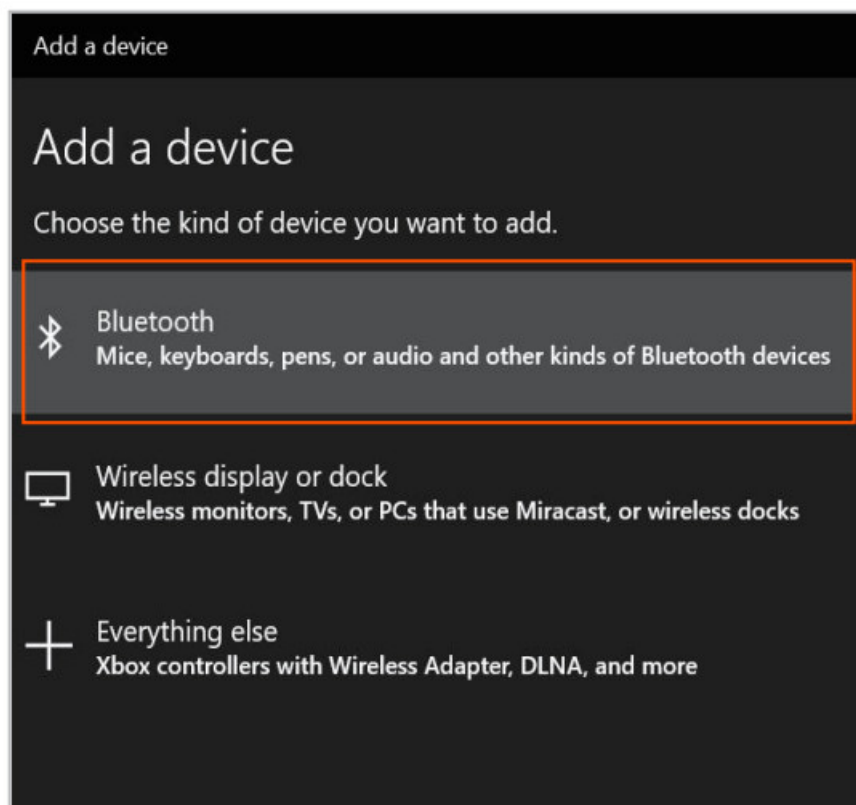 Add a device
Add a device
Choose the kind of device you want to add.
Bluetooth
Mice, keyboards, pens, or audio and other kinds of Bluetooth devices
Wireless display or dock
Wireless monitors, TVs, or PCs that use Miracast, or wireless docks
Everything else
Xbox controllers with Wireless Adapter, DLNA, and more